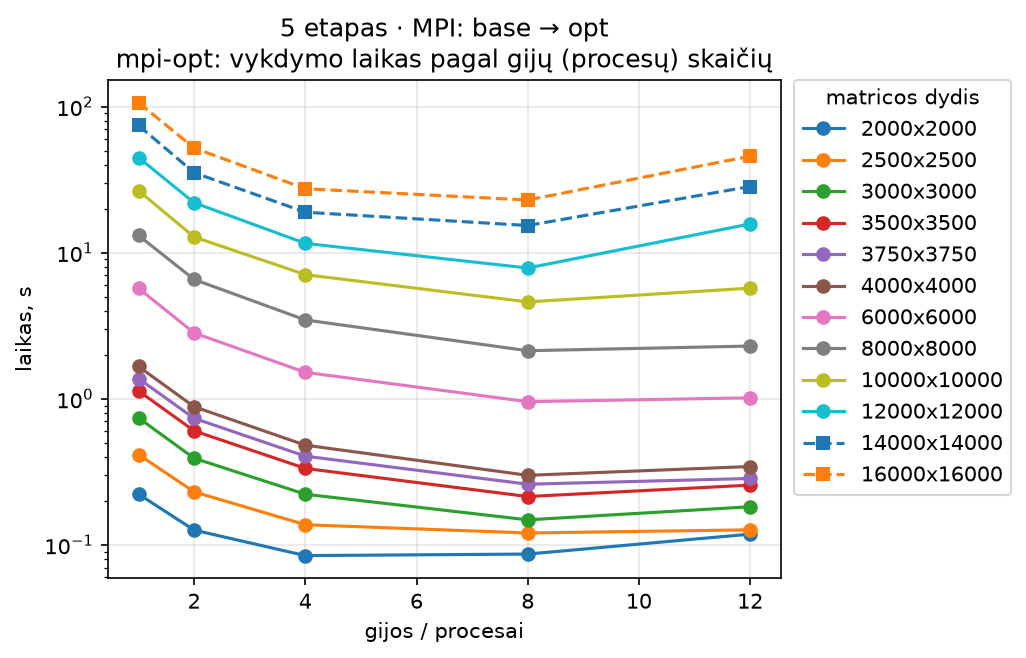 5 etapas · MPI: base → opt
mpi-opt: vykdymo laikas pagal gijų (procesų) skaičių
laikas, s
10²
10¹
10⁰
10⁻¹
2 4 6 8 10 12
gijos / procesai
matricos dydis
2000x2000
2500x2500
3000x3000
3500x3500
3750x3750
4000x4000
6000x6000
8000x8000
10000x10000
12000x12000
14000x14000
16000x16000